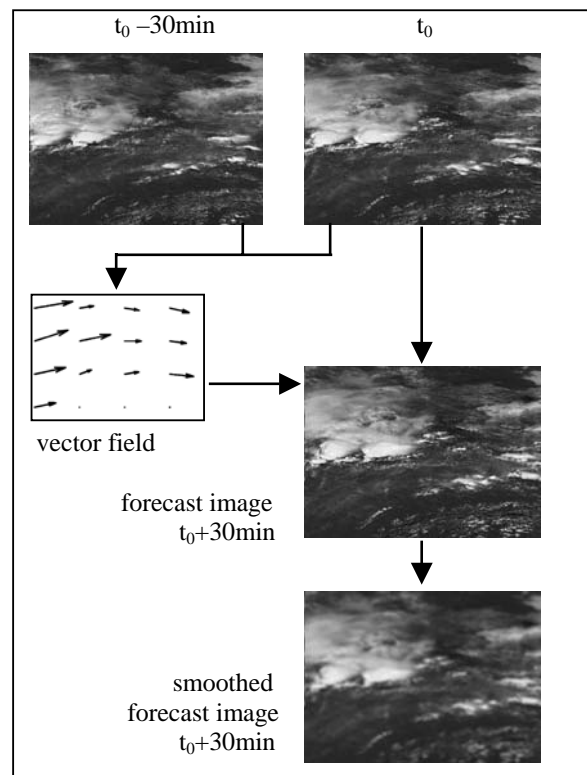 t₀ –30min
t₀
vector field
forecast image
t₀+30min
smoothed
forecast image
t₀+30min